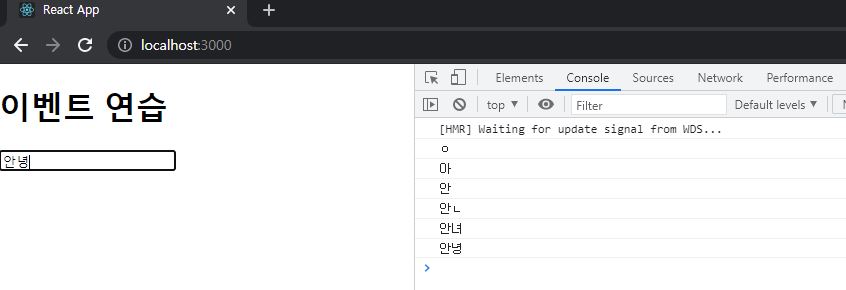 React App
localhost:3000
이벤트 연습
안녕
Elements Console Sources Network Performance
top Filter Default levels
[HMR] Waiting for update signal from WDS...
ㅇ
아
안
안ㄴ
안녀
안녕